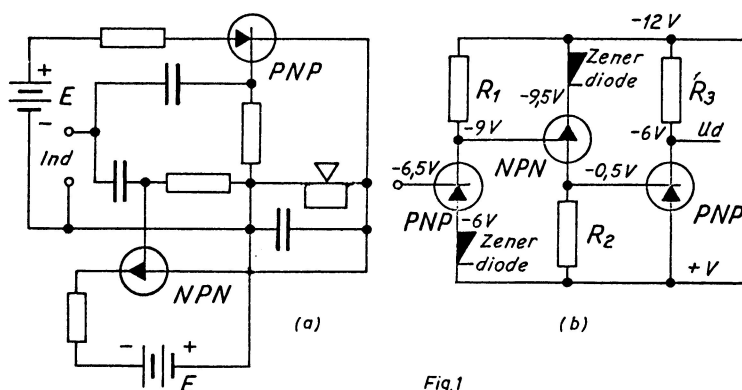 PNP
+
E
-
Ind
NPN
- +
E
(a)
-12V
Zener
diode
R1
R3
-9,5V
-9V
-6V
Ud
-6,5V
NPN
-0,5V
PNP
PNP
-6V
Zener
diode
R2
+V
(b)
Fig.1